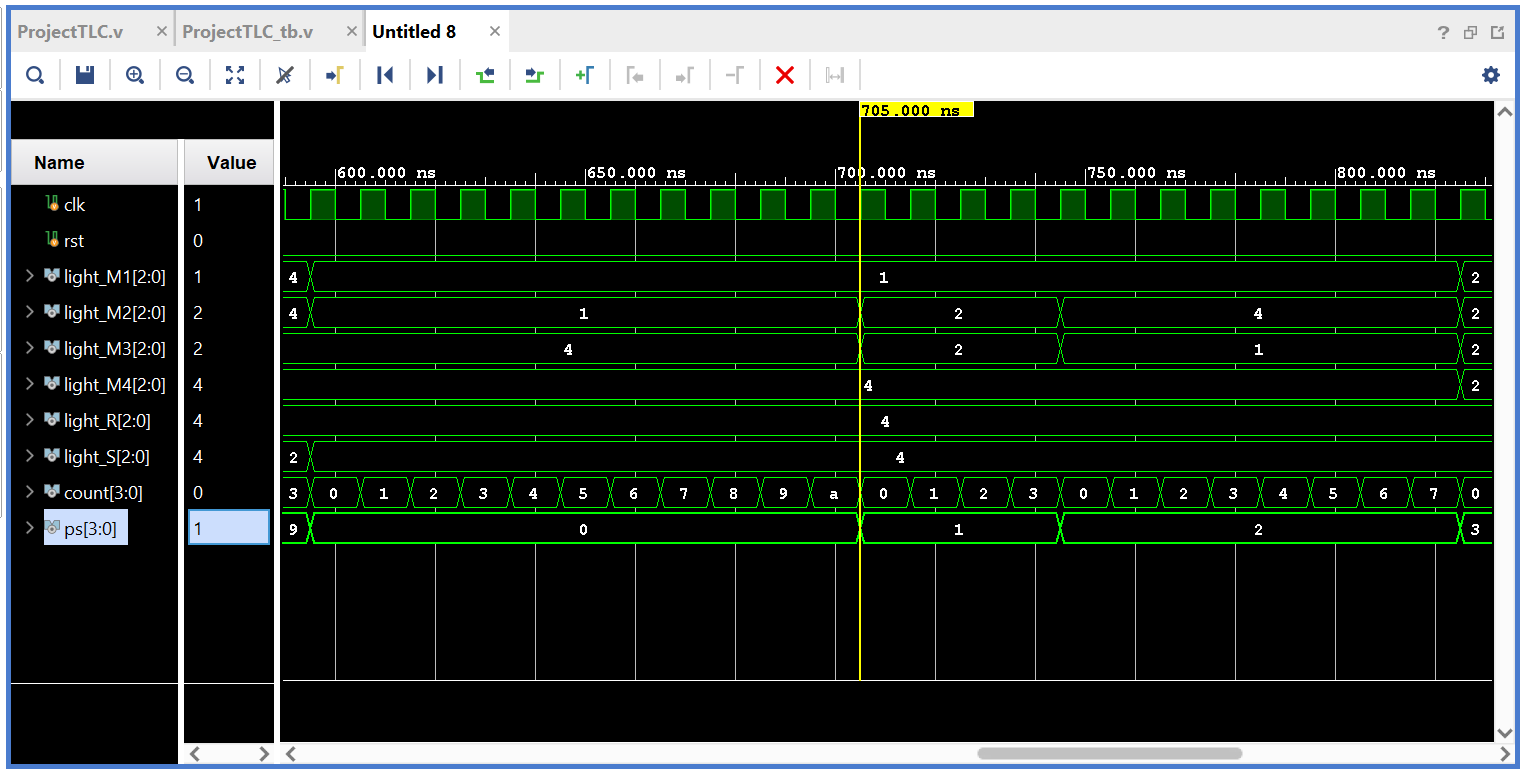 ProjectTLC.v × ProjectTLC_tb.v × Untitled 8 × ?
705.000 ns
Name Value
600.000 ns 650.000 ns 700.000 ns 750.000 ns 800.000 ns
clk 1
rst 0
light_M1[2:0] 1 4 1 2
light_M2[2:0] 2 4 1 2 4 2
light_M3[2:0] 2 4 2 1 2
light_M4[2:0] 4 4 2
light_R[2:0] 4 4
light_S[2:0] 4 2 4
count[3:0] 0 3 0 1 2 3 4 5 6 7 8 9 a 0 1 2 3 0 1 2 3 4 5 6 7 0
ps[3:0] 1 9 0 1 2 3